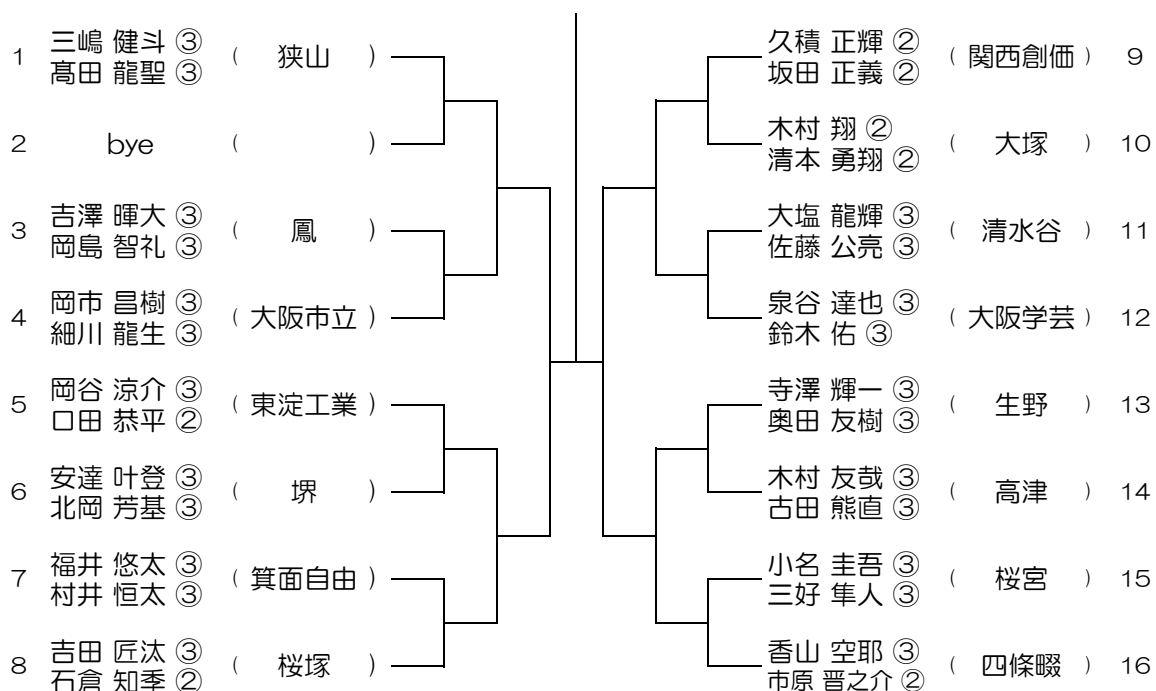 1 三嶋 健斗 ③ ( 狭山 )
髙田 龍聖 ③
2 bye ( )
3 吉澤 暉大 ③ ( 鳳 )
岡島 智礼 ③
4 岡市 昌樹 ③ ( 大阪市立 )
細川 龍生 ③
5 岡谷 涼介 ③ ( 東淀工業 )
口田 恭平 ②
6 安達 叶登 ③ ( 堺 )
北岡 芳基 ③
7 福井 悠太 ③ ( 箕面自由 )
村井 恒太 ③
8 吉田 匠汰 ③ ( 桜塚 )
石倉 知季 ②
久積 正輝 ② ( 関西創価 ) 9
坂田 正義 ②
木村 翔 ② ( 大塚 ) 10
清本 勇翔 ②
大塩 龍輝 ③ ( 清水谷 ) 11
佐藤 公亮 ③
泉谷 達也 ③ ( 大阪学芸 ) 12
鈴木 佑 ③
寺澤 輝一 ③ ( 生野 ) 13
奥田 友樹 ③
木村 友哉 ③ ( 高津 ) 14
古田 熊直 ③
小名 圭吾 ③ ( 桜宮 ) 15
三好 隼人 ③
香山 空耶 ③ ( 四條畷 ) 16
市原 晋之介 ②